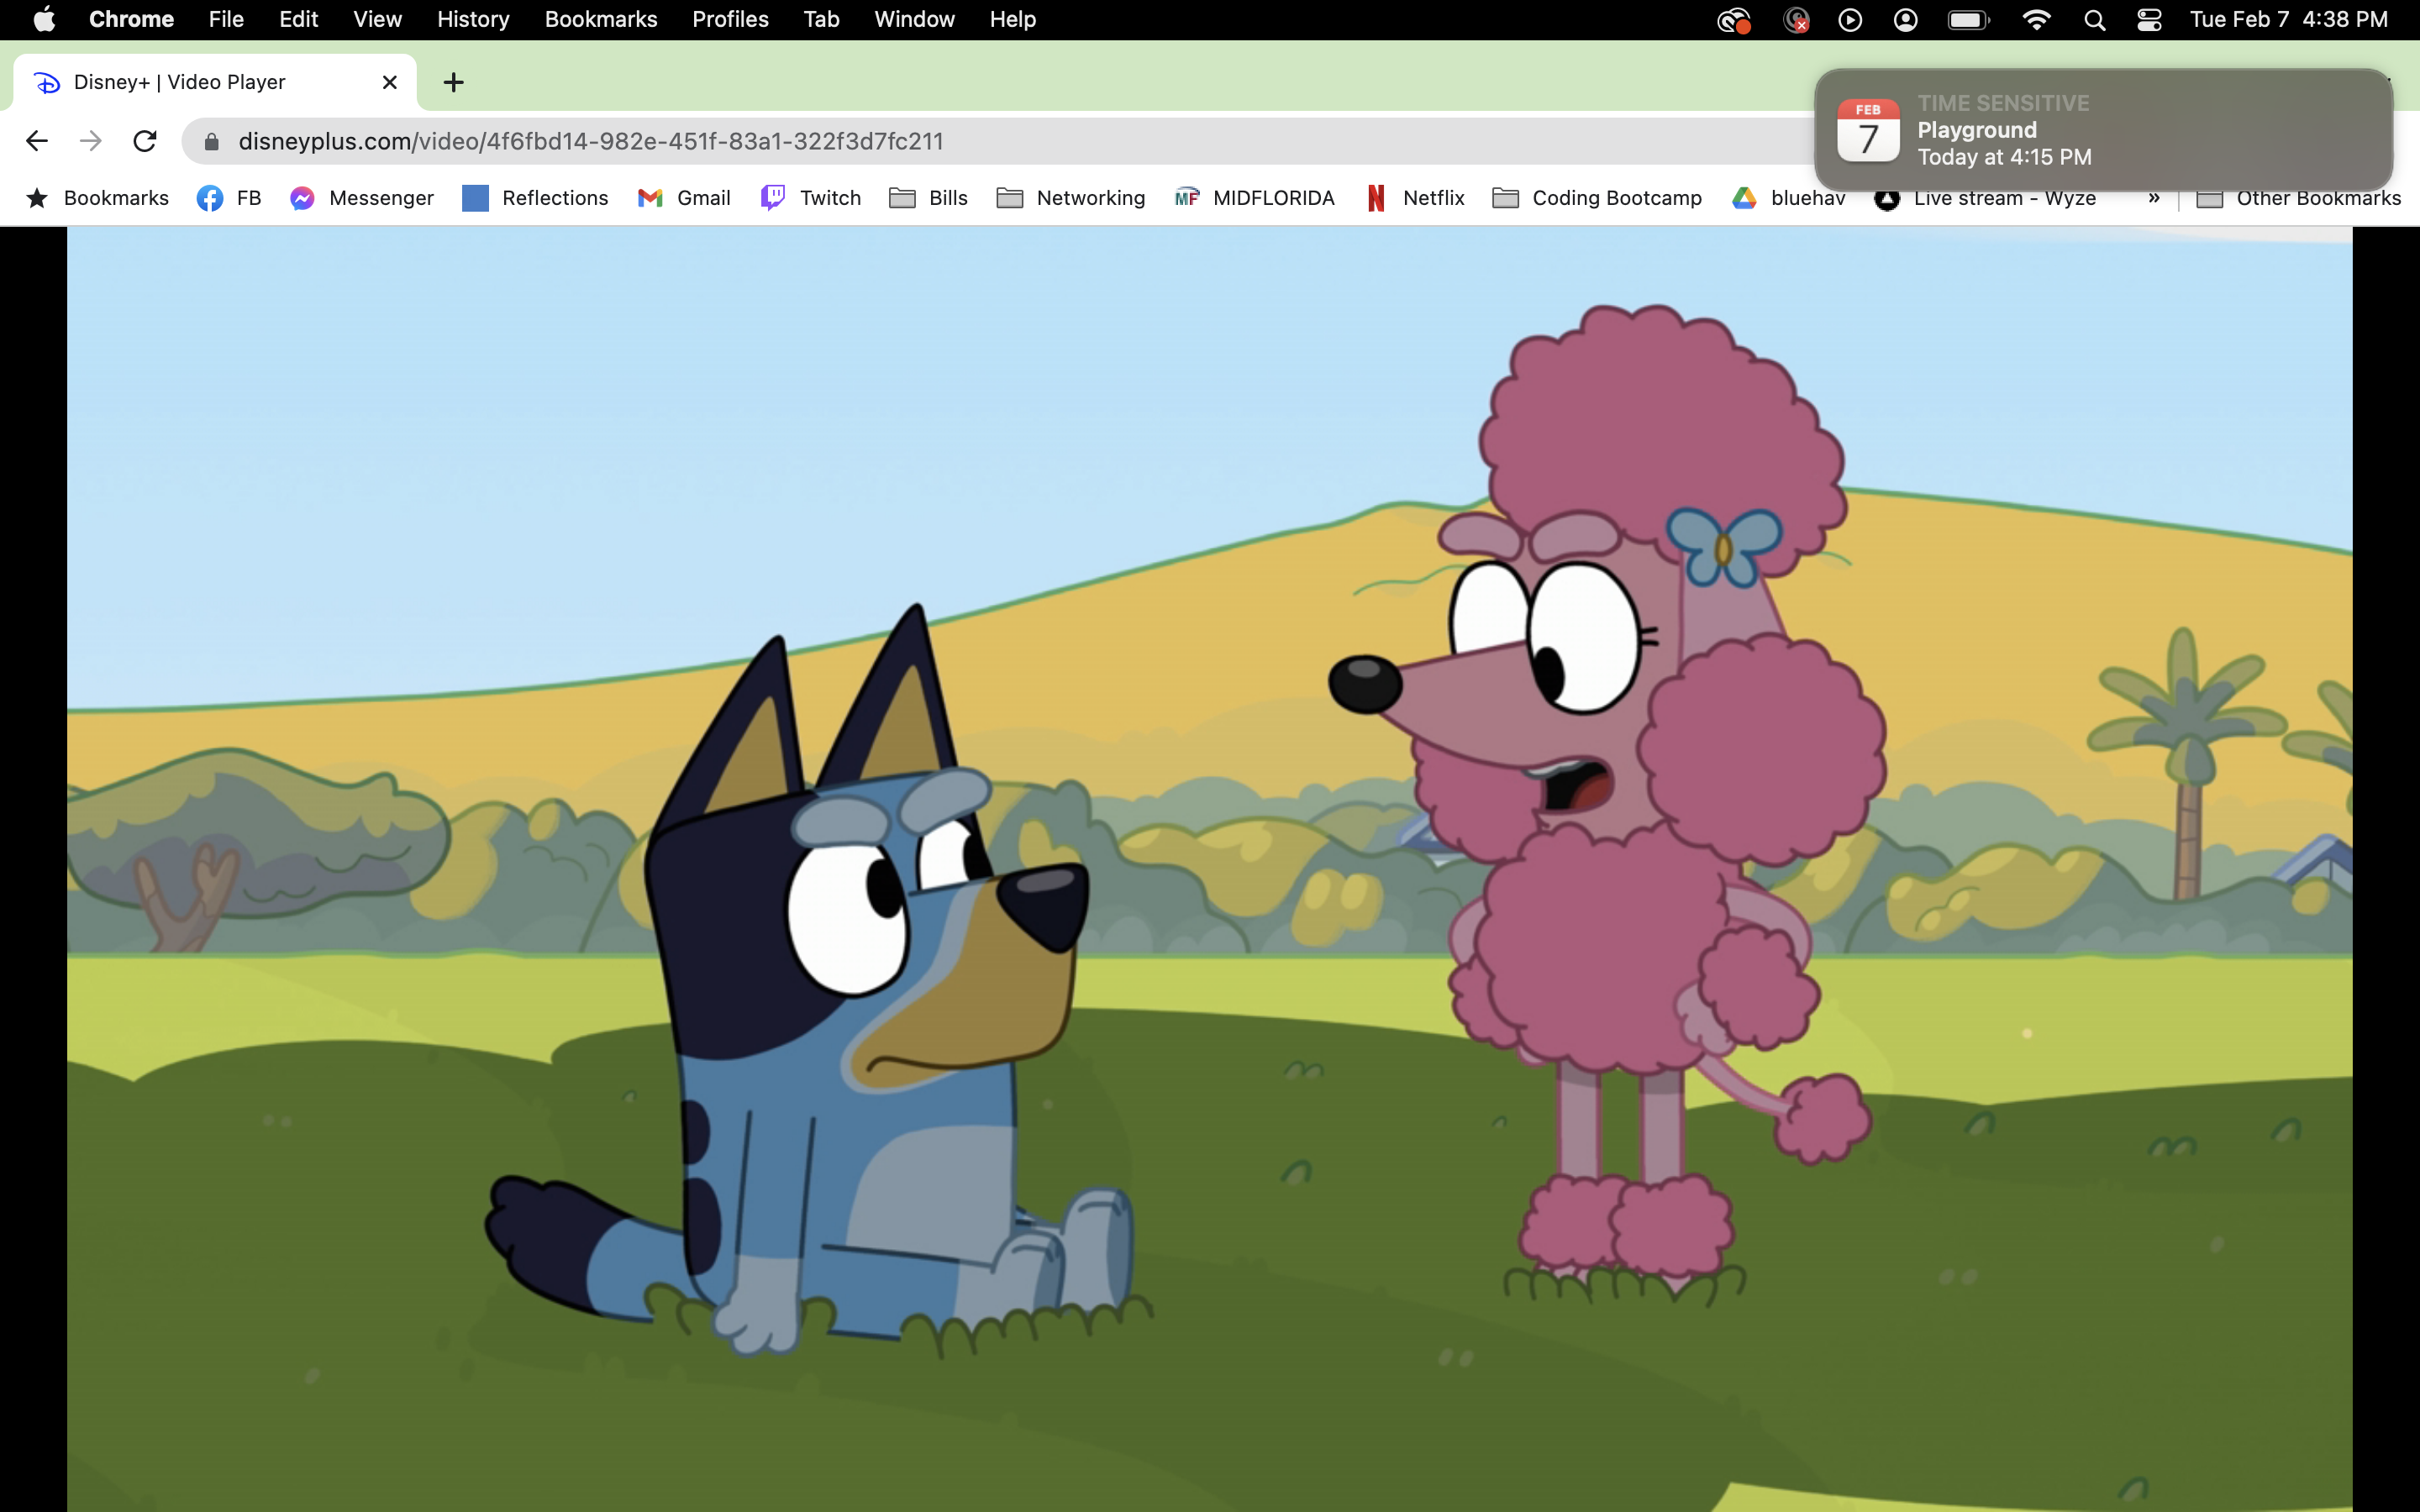 Chrome File Edit View History Bookmarks Profiles Tab Window Help Tue Feb 7 4:38 PM
Disney+ | Video Player
TIME SENSITIVE
FEB
7
Playground
Today at 4:15 PM
disneyplus.com/video/4f6fbd14-982e-451f-83a1-322f3d7fc211
Bookmarks FB Messenger Reflections Gmail Twitch Bills Networking MF MIDFLORIDA Netflix Coding Bootcamp bluehav Live stream - Wyze » Other Bookmarks